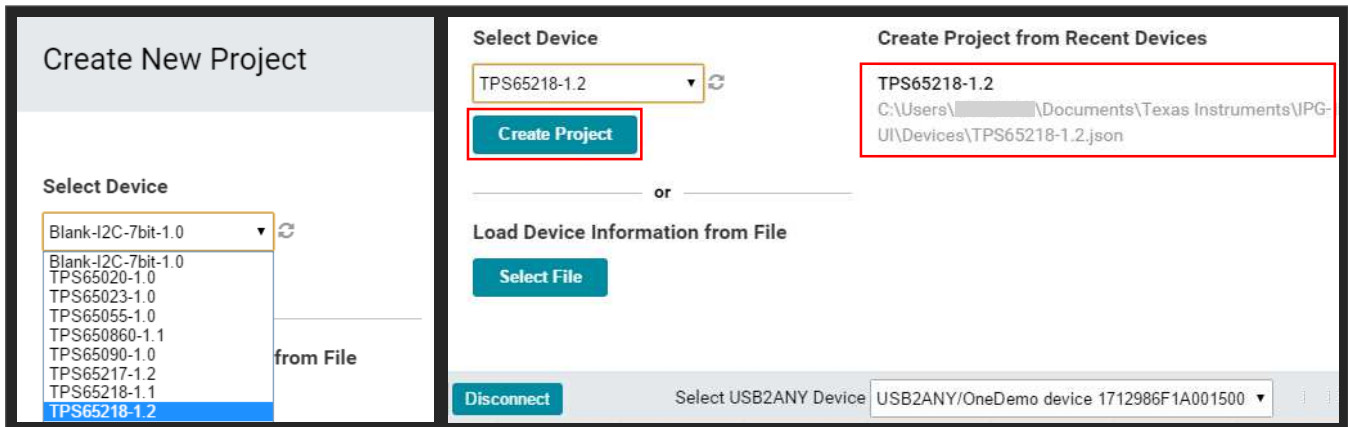 Create New Project
Select Device
Blank-I2C-7bit-1.0
Blank-I2C-7bit-1.0
TPS65020-1.0
TPS65023-1.0
TPS65055-1.0
TPS650860-1.1
TPS65090-1.0
TPS65217-1.2
TPS65218-1.1
TPS65218-1.2
from File
Select Device
TPS65218-1.2
Create Project
or
Load Device Information from File
Select File
Create Project from Recent Devices
TPS65218-1.2
C:\Users\ \Documents\Texas Instruments\IPG-
UI\Devices\TPS65218-1.2.json
Disconnect
Select USB2ANY Device
USB2ANY/OneDemo device 1712986F1A001500